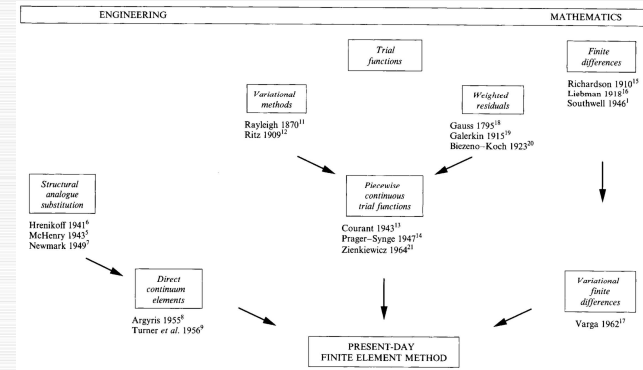 ENGINEERING
MATHEMATICS
Trial
functions
Finite
differences
Richardson 1910¹⁵
Liebman 1918¹⁶
Southwell 1946¹
Variational
methods
Rayleigh 1870¹¹
Ritz 1909¹²
Weighted
residuals
Gauss 1795¹⁸
Galerkin 1915¹⁹
Biezeno–Koch 1923²⁰
Structural
analogue
substitution
Hrenikoff 1941⁶
McHenry 1943⁵
Newmark 1949⁷
Piecewise
continuous
trial functions
Courant 1943¹³
Prager–Synge 1947¹⁴
Zienkiewicz 1964²¹
Direct
continuum
elements
Argyris 1955⁸
Turner et al. 1956⁹
Variational
finite
differences
Varga 1962¹⁷
PRESENT-DAY
FINITE ELEMENT METHOD